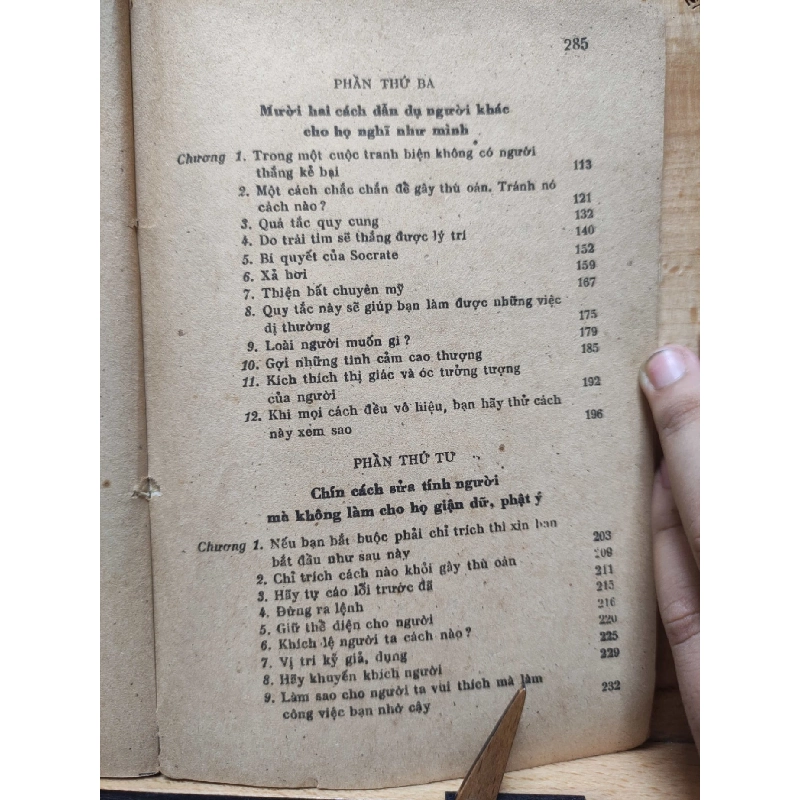 285
PHẦN THỨ BA
Mười hai cách dẫn dụ người khác
cho họ nghĩ như mình
Chương 1. Trong một cuộc tranh biện không có người
thắng kẻ bại 113
2. Một cách chắc chắn để gây thù oán. Tránh nó
cách nào? 121
3. Quá tắc quy cung 132
4. Do trái tim sẽ thắng được lý trí 140
5. Bí quyết của Socrate 152
6. Xả hơi 159
7. Thiện bất chuyên mỹ 167
8. Quy tắc này sẽ giúp bạn làm được những việc
dị thường 175
9. Loài người muốn gì? 179
10. Gợi những tình cảm cao thượng 185
11. Kích thích thị giác và óc tưởng tượng
của người 192
12. Khi mọi cách đều vô hiệu, bạn hãy thử cách
này xem sao 196
PHẦN THỨ TƯ
Chín cách sửa tính người
mà không làm cho họ giận dữ, phật ý
Chương 1. Nếu bạn bắt buộc phải chỉ trích thì xin bạn
bắt đầu như sau này 203
2. Chỉ trích cách nào khỏi gây thù oán 209
3. Hãy tự cáo lỗi trước đã 211
4. Đừng ra lệnh 215
5. Giữ thể diện cho người 216
6. Khích lệ người ta cách nào? 220
7. Vị trí kỹ giả, dụng 225
8. Hãy khuyến khích người 229
9. Làm sao cho người ta vui thích mà làm
công việc bạn nhờ cậy 232